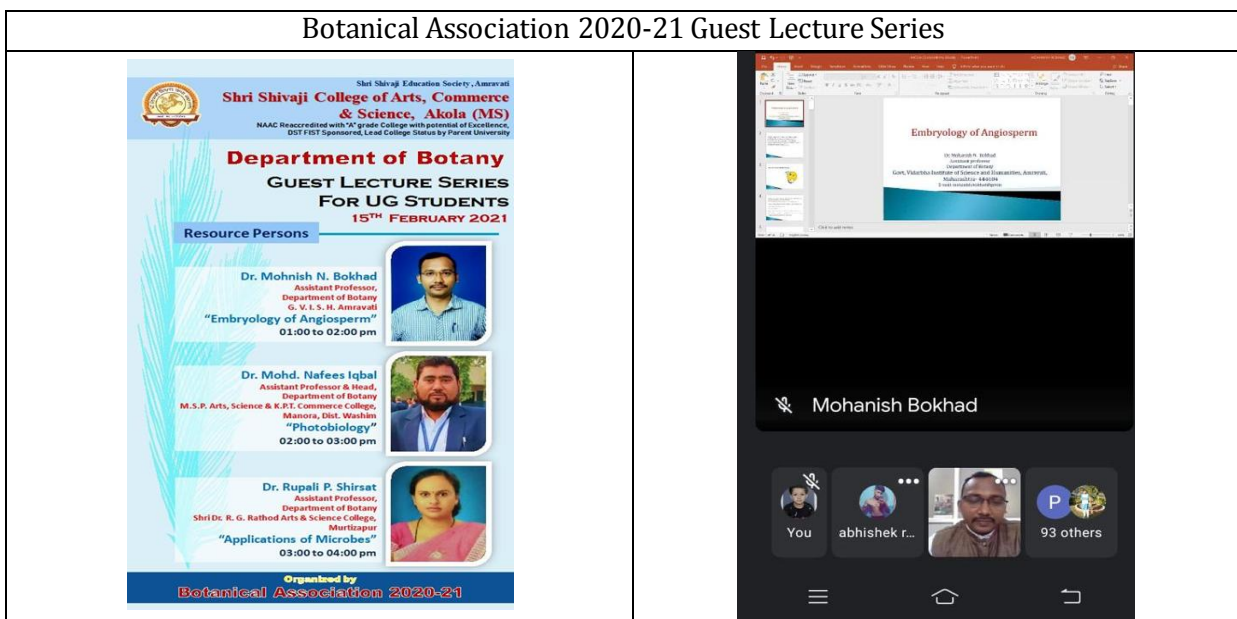 Botanical Association 2020-21 Guest Lecture Series
Shri Shivaji Education Society, Amravati
Shri Shivaji College of Arts, Commerce
& Science, Akola (MS)
NAAC Reaccredited with "A" grade College with potential of Excellence,
DST FIST Sponsored, Lead College Status by Parent University
Department of Botany
GUEST LECTURE SERIES
FOR UG STUDENTS
15TH FEBRUARY 2021
Resource Persons
Dr. Mohnish N. Bokhad
Assistant Professor,
Department of Botany
G. V. I. S. H. Amravati
"Embryology of Angiosperm"
01:00 to 02:00 pm
Dr. Mohd. Nafees Iqbal
Assistant Professor & Head,
Department of Botany
M.S.P. Arts, Science & K.P.T. Commerce College,
Manora, Dist. Washim
"Photobiology"
02:00 to 03:00 pm
Dr. Rupali P. Shirsat
Assistant Professor,
Department of Botany
Shri Dr. R. G. Rathod Arts & Science College,
Murtizapur
"Applications of Microbes"
03:00 to 04:00 pm
Organized by
Botanical Association 2020-21
Embryology of Angiosperm
Dr Mohanish N. Bokhad
Assistant professor
Department of Botany
Govt. Vidarbha Institute of Science and Humanities, Amravati,
Maharashtra- 444604
Click to add notes
Mohanish Bokhad
You
abhishek r...
P
93 others